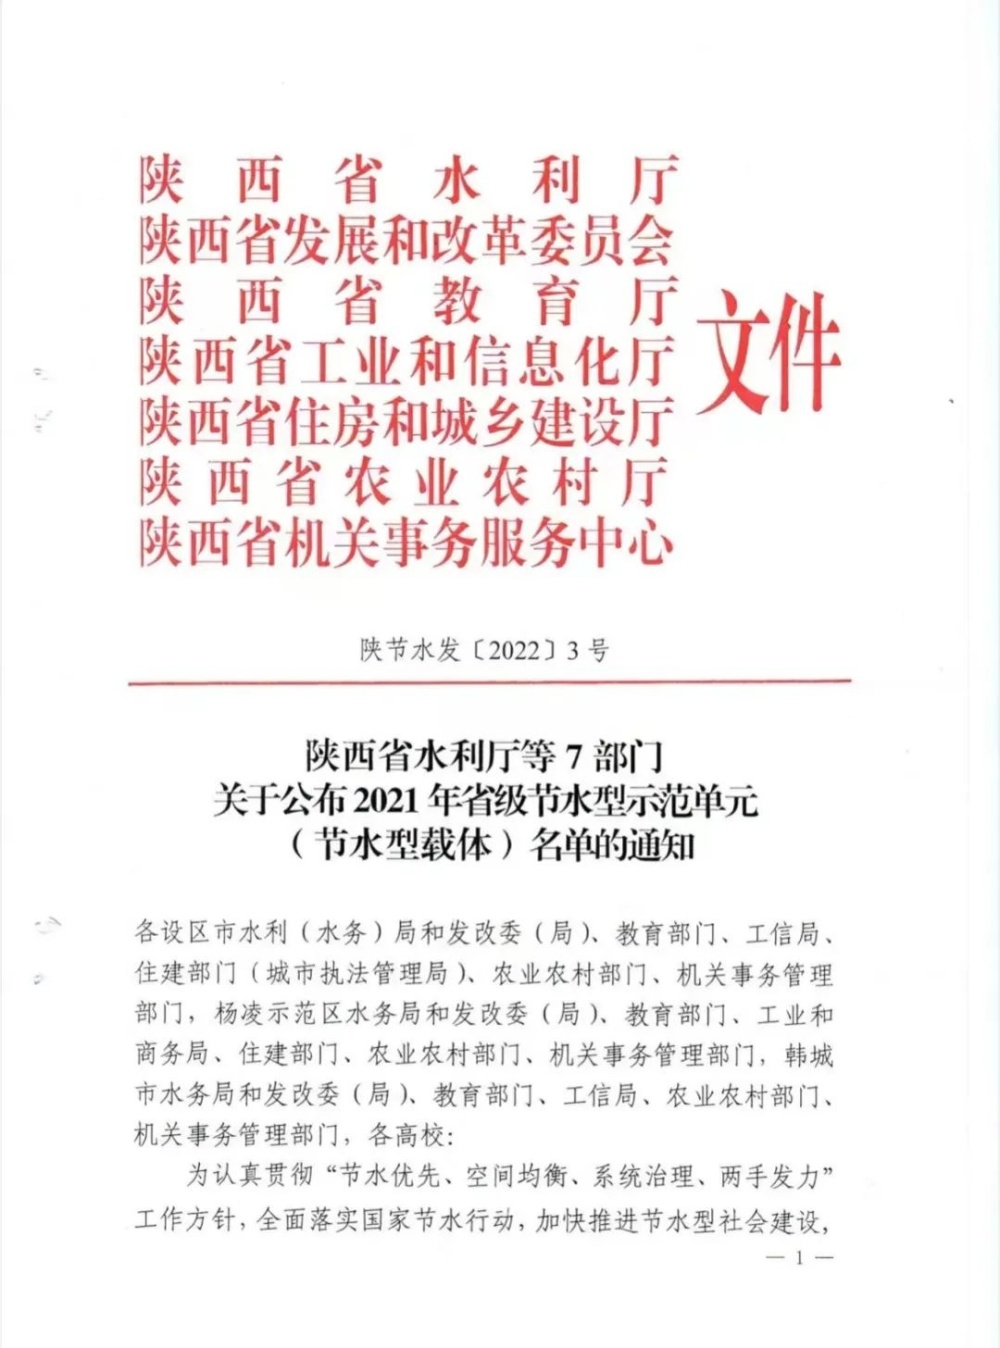 陕西省水利厅
陕西省发展和改革委员会
陕西省教育厅
陕西省工业和信息化厅
陕西省住房和城乡建设厅
陕西省农业农村厅
陕西省机关事务服务中心
文件
陕节水发〔2022〕3号
陕西省水利厅等7部门
关于公布2021年省级节水型示范单元
（节水型载体）名单的通知
各设区市水利（水务）局和发改委（局）、教育部门、工信局、
住建部门（城市执法管理局）、农业农村部门、机关事务管理
部门，杨凌示范区水务局和发改委（局）、教育部门、工业和
商务局、住建部门、农业农村部门、机关事务管理部门，韩城
市水务局和发改委（局）、教育部门、工信局、农业农村部门、
机关事务管理部门，各高校：
为认真贯彻“节水优先、空间均衡、系统治理、两手发力”
工作方针，全面落实国家节水行动，加快推进节水型社会建设，
— 1 —